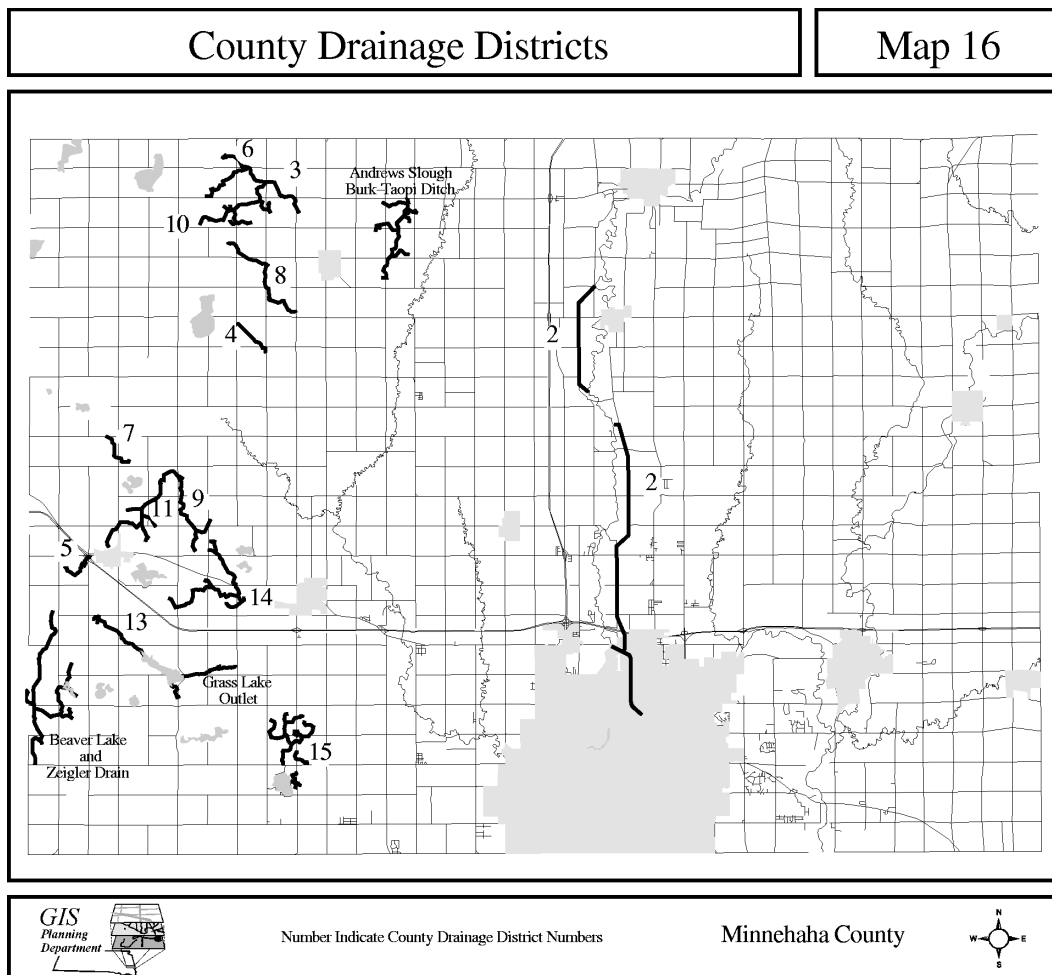 County Drainage Districts
Map 16
6
3
Andrews Slough
Burk-Taopi Ditch
10
8
4
2
7
2
9
11
5
14
13
Grass Lake
Outlet
Beaver Lake
and
Zeigler Drain
15
GIS
Planning
Department
Number Indicate County Drainage District Numbers
Minnehaha County
N
W
E
S